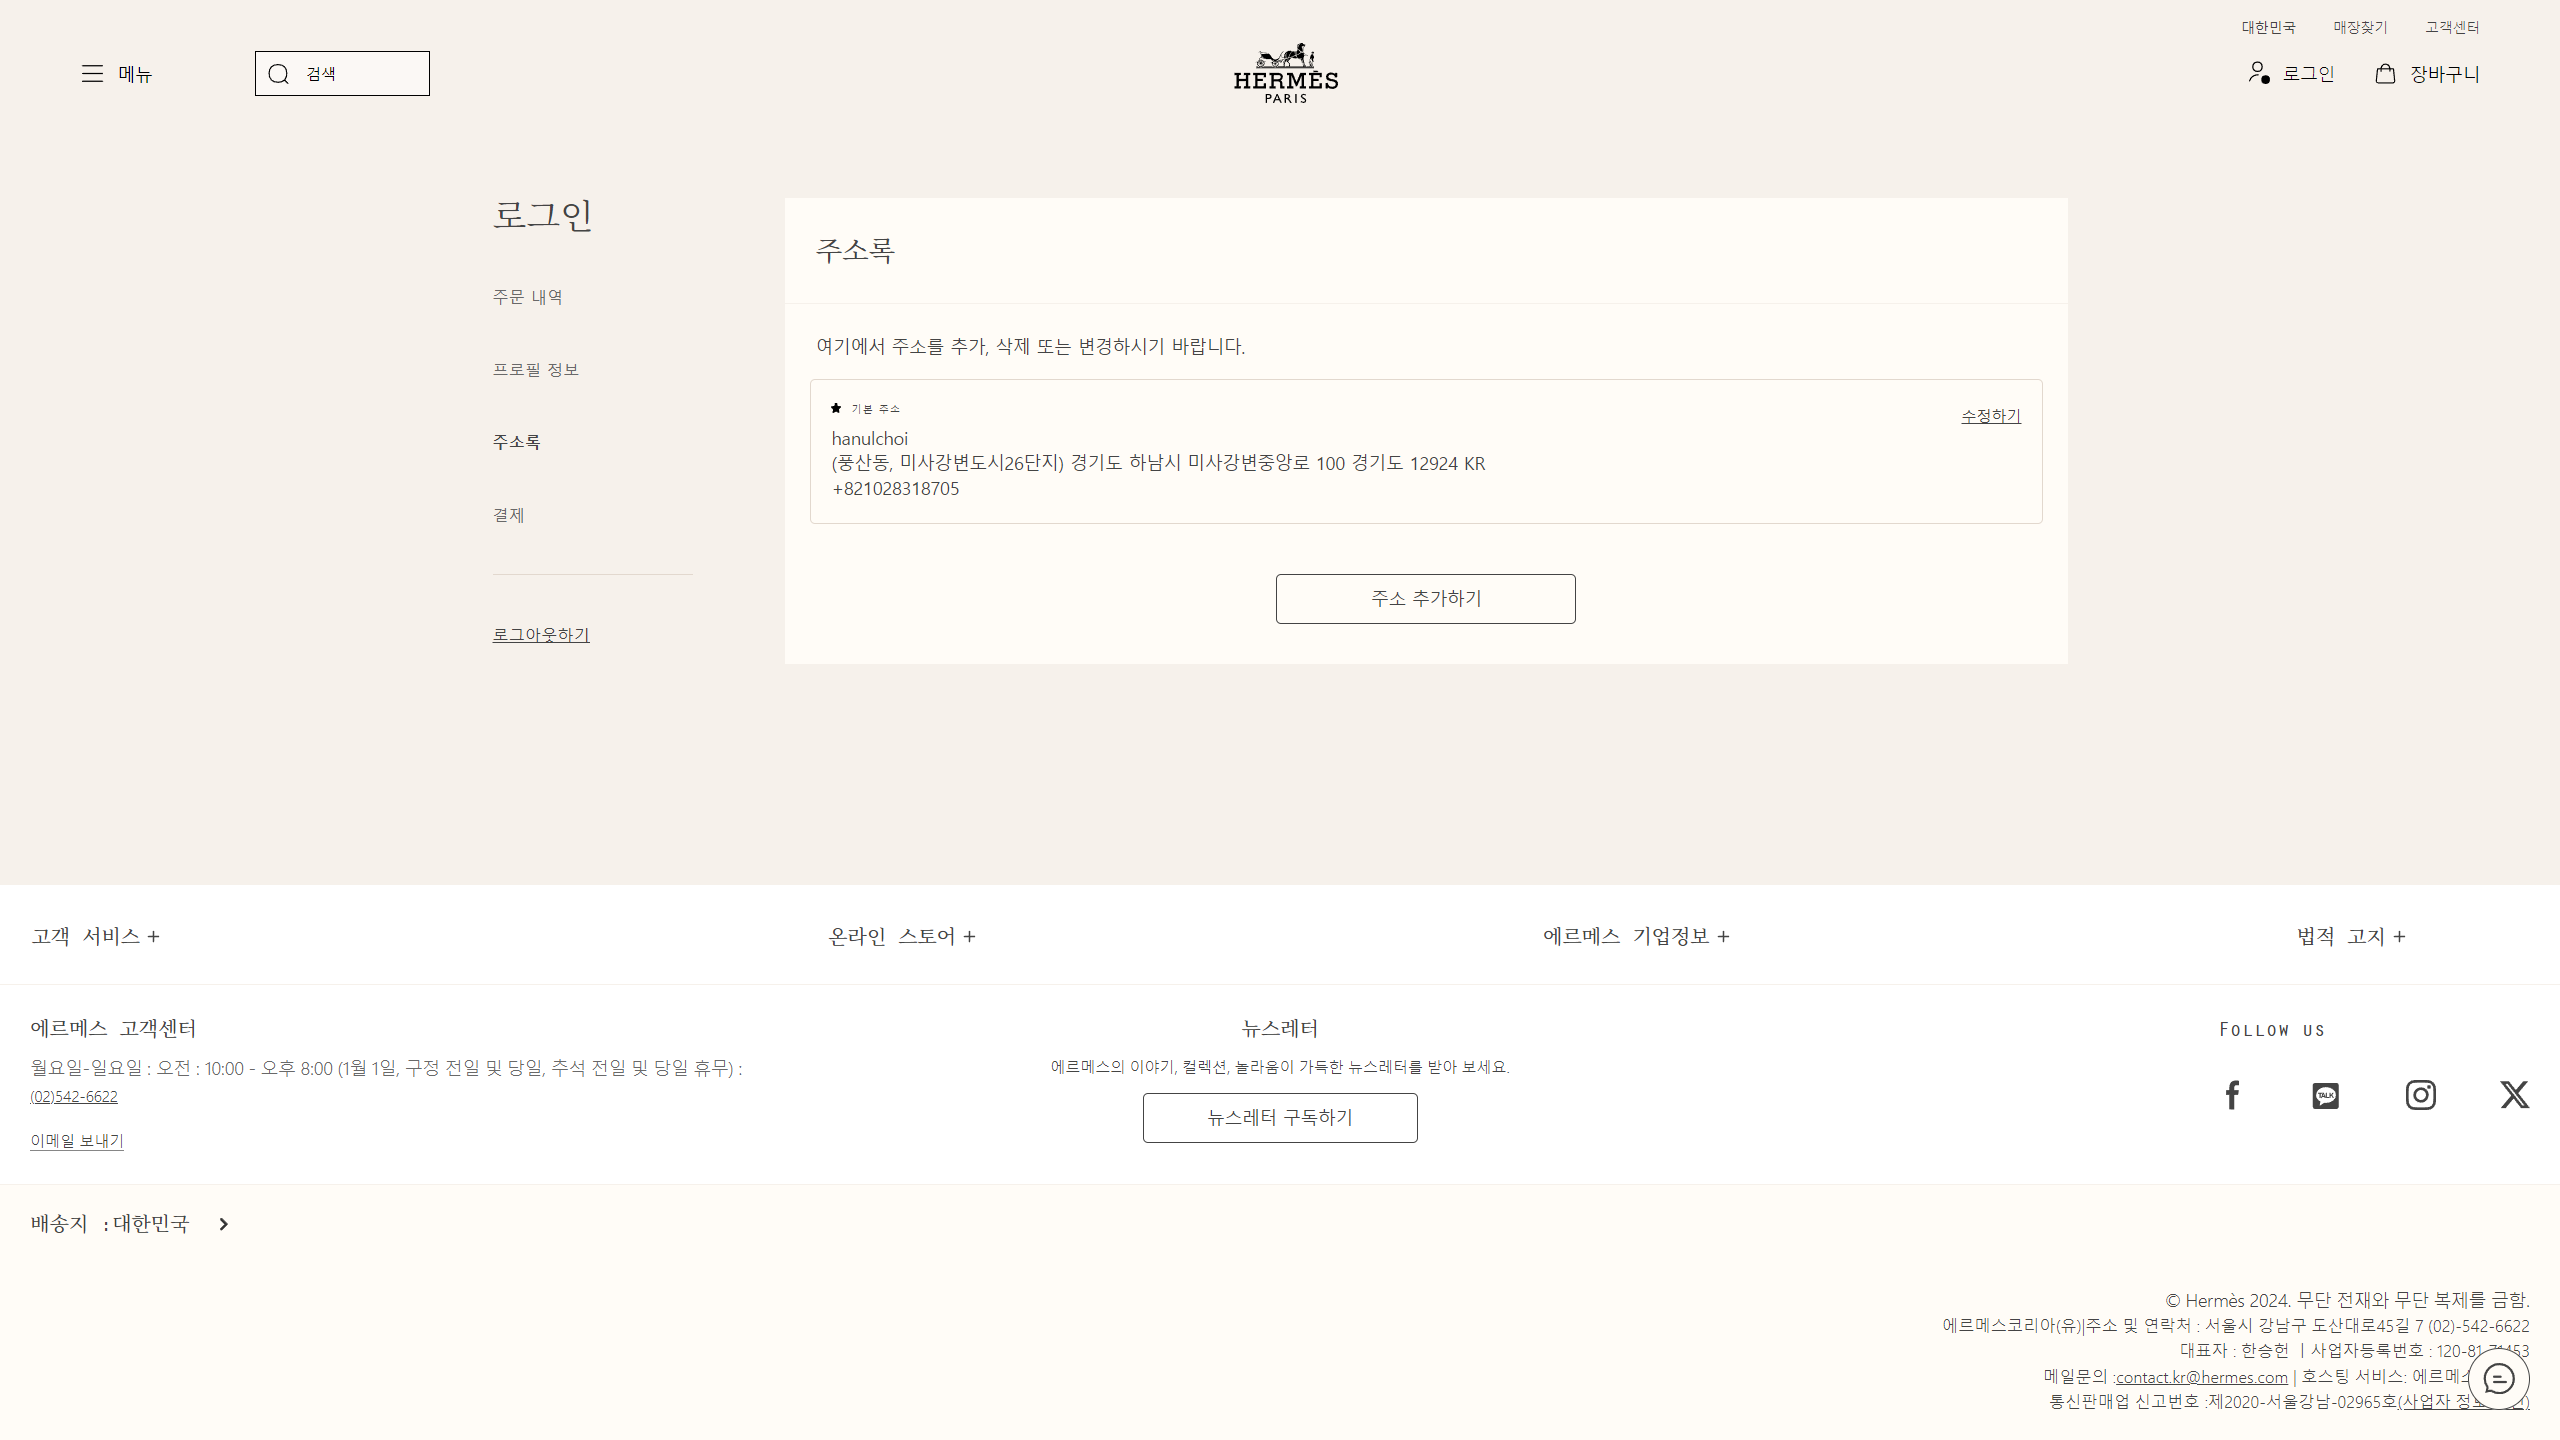 대한민국 매장찾기 고객센터
메뉴 검색 HERMÈS PARIS 로그인 장바구니
로그인
주문 내역
프로필 정보
주소록
결제
로그아웃하기
주소록
여기에서 주소를 추가, 삭제 또는 변경하시기 바랍니다.
기본 주소 수정하기
hanulchoi
(풍산동, 미사강변도시26단지) 경기도 하남시 미사강변중앙로 100 경기도 12924 KR
+821028318705
주소 추가하기
고객 서비스 + 온라인 스토어 + 에르메스 기업정보 + 법적 고지 +
에르메스 고객센터
월요일-일요일 : 오전 : 10:00 - 오후 8:00 (1월 1일, 구정 전일 및 당일, 추석 전일 및 당일 휴무) :
(02)542-6622
이메일 보내기
뉴스레터
에르메스의 이야기, 컬렉션, 놀라움이 가득한 뉴스레터를 받아 보세요.
뉴스레터 구독하기
Follow us
TALK
배송지 : 대한민국
© Hermès 2024. 무단 전재와 무단 복제를 금함.
에르메스코리아(유)|주소 및 연락처 : 서울시 강남구 도산대로45길 7 (02)-542-6622
대표자 : 한승헌 ㅣ사업자등록번호 : 120-81-
메일문의 :contact.kr@hermes.com | 호스팅 서비스:
통신판매업 신고번호 :제2020-서울강남-02965호(사업자